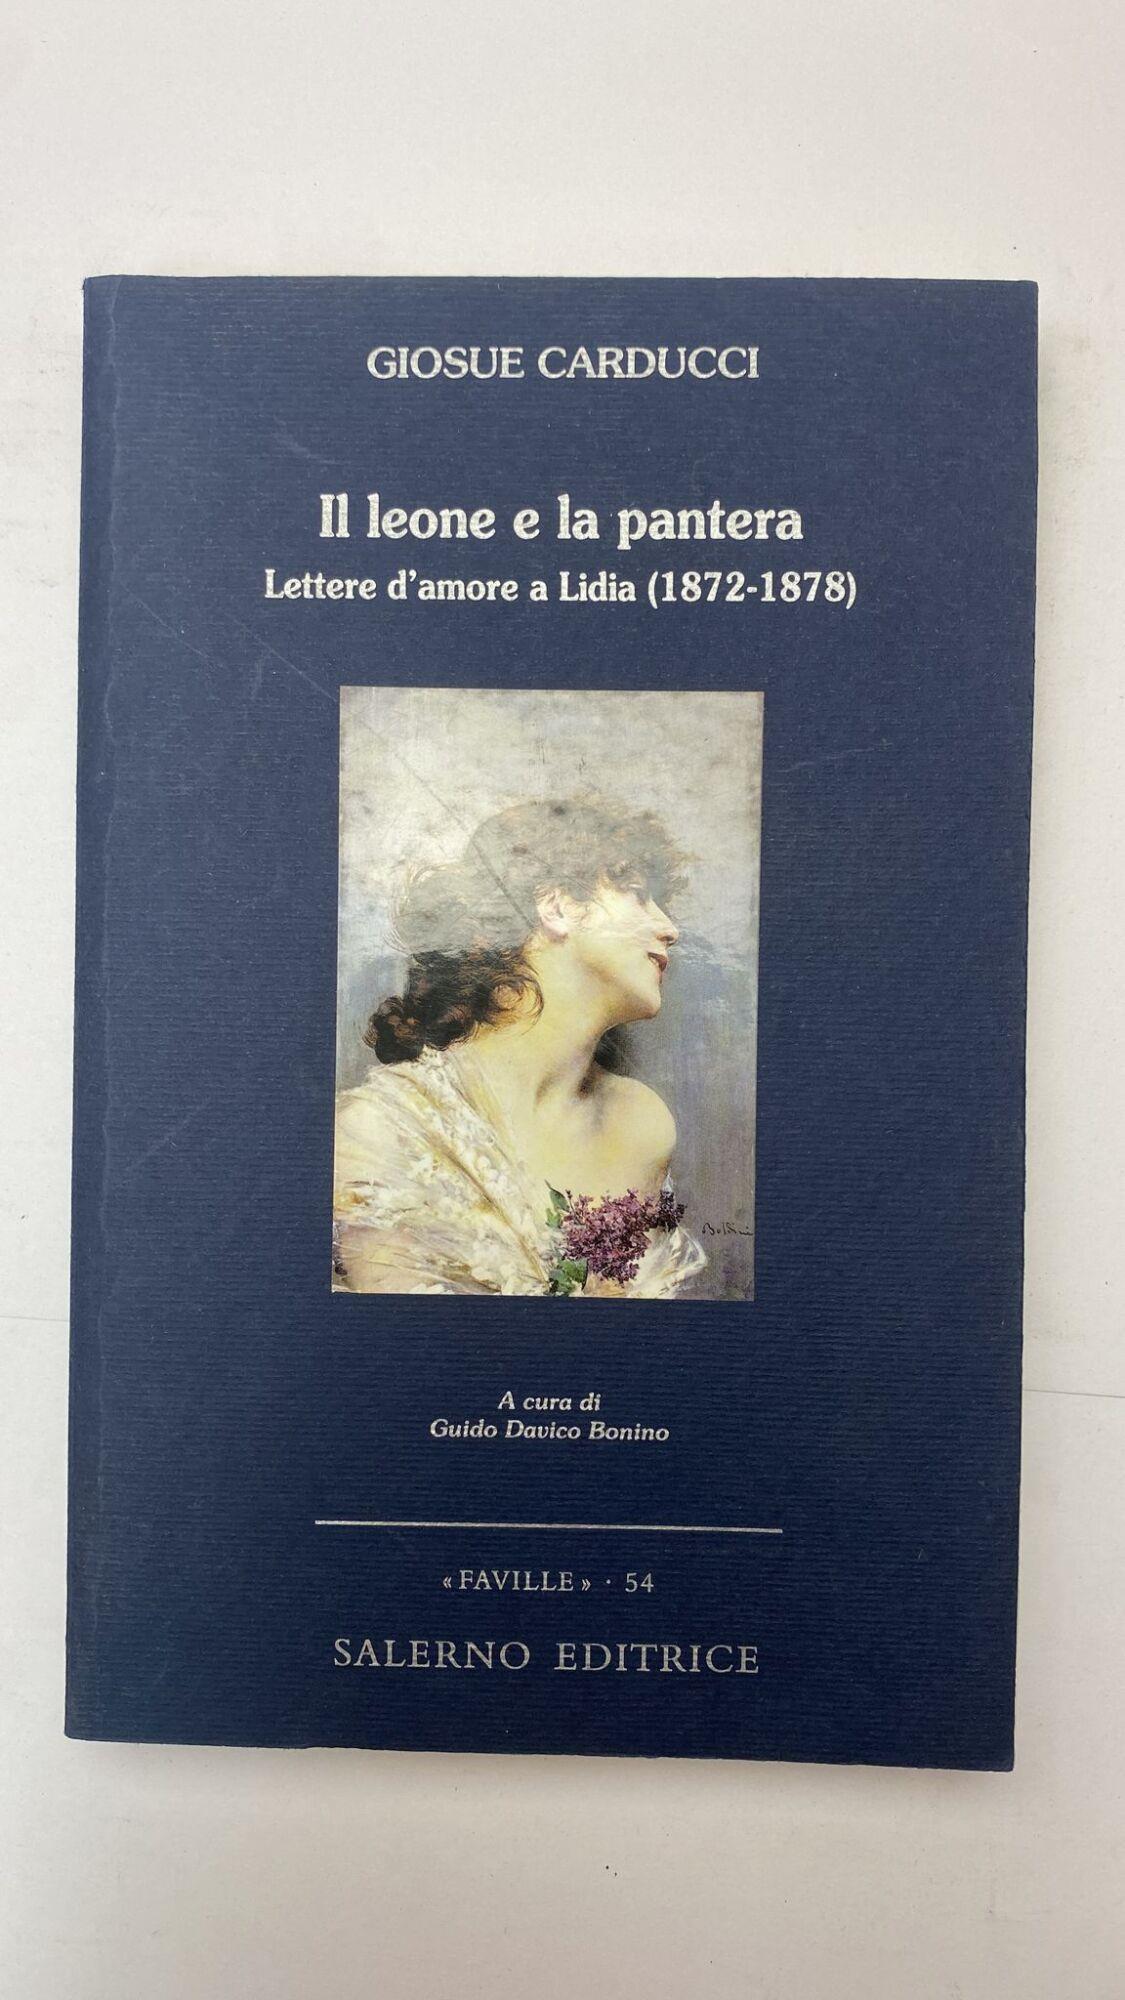 GIOSUE CARDUCCI
Il leone e la pantera
Lettere d'amore a Lidia (1872-1878)
Boldini
A cura di
Guido Davico Bonino
«FAVILLE» · 54
SALERNO EDITRICE